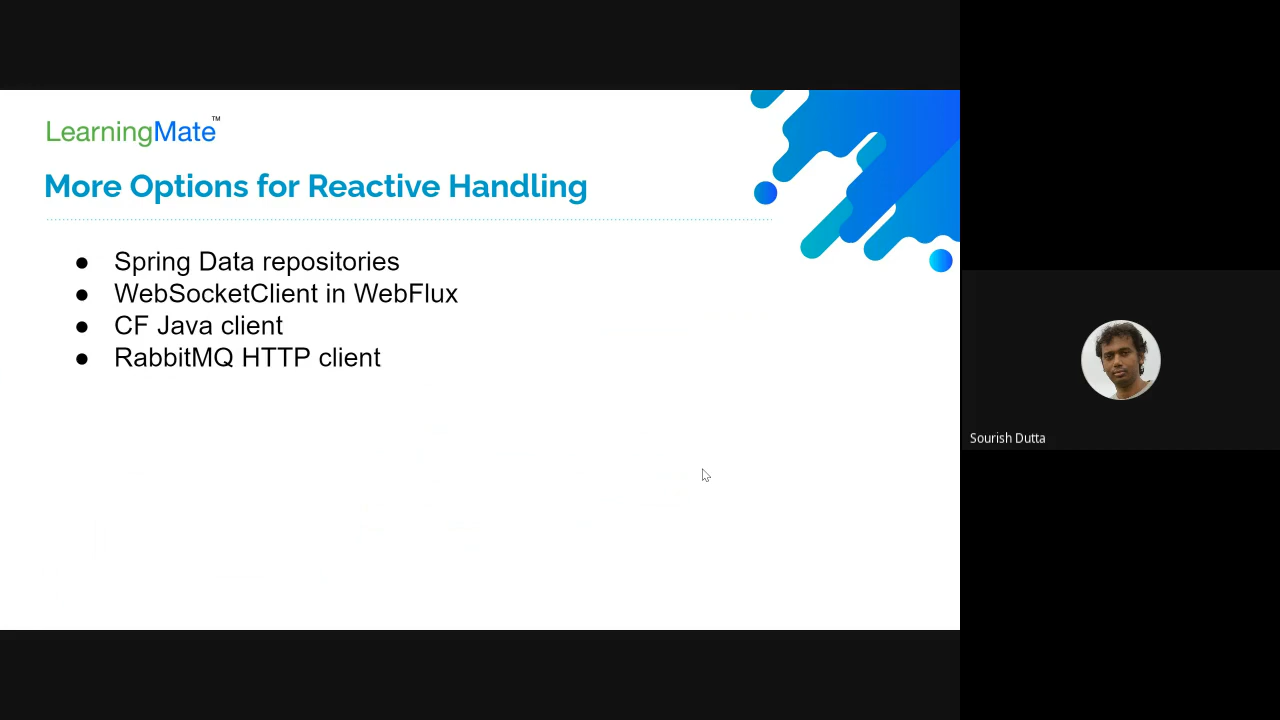 LearningMate™
More Options for Reactive Handling
● Spring Data repositories
● WebSocketClient in WebFlux
● CF Java client
● RabbitMQ HTTP client
Sourish Dutta